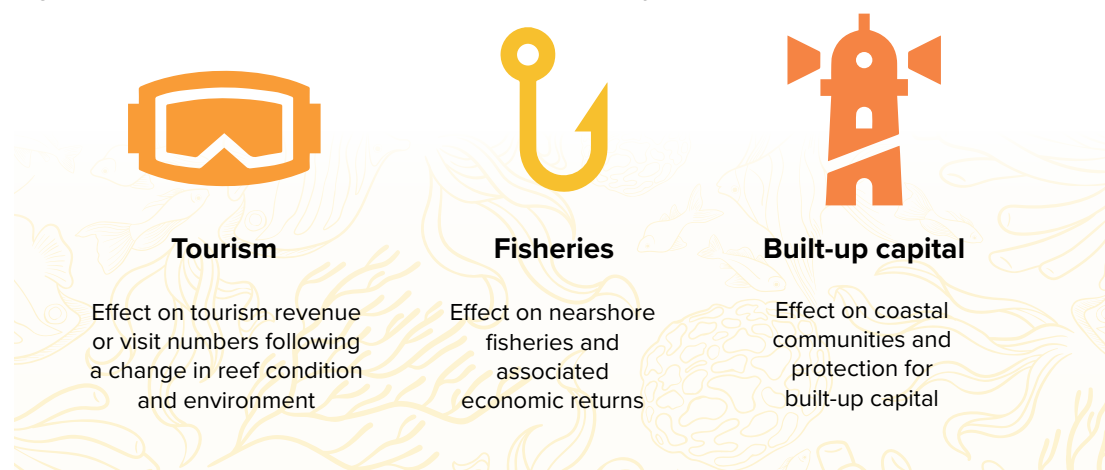 Tourism
Effect on tourism revenue
or visit numbers following
a change in reef condition
and environment
Fisheries
Effect on nearshore
fisheries and
associated
economic returns
Built-up capital
Effect on coastal
communities and
protection for
built-up capital